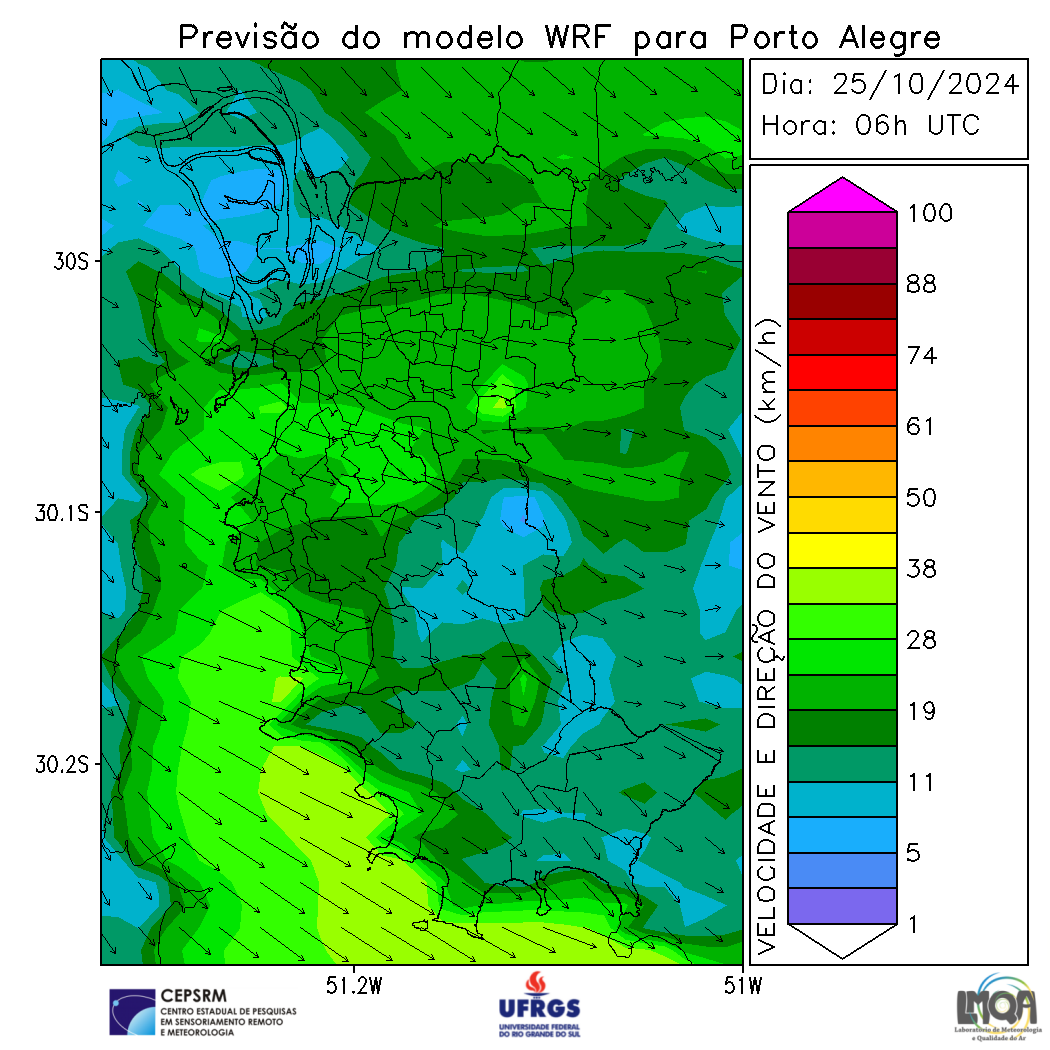 Previsão do modelo WRF para Porto Alegre
Dia: 25/10/2024
Hora: 06h UTC
30S
30.1S
30.2S
51.2W
51W
VELOCIDADE E DIREÇÃO DO VENTO (km/h)
100
88
74
61
50
38
28
19
11
5
1
CEPSRM
CENTRO ESTADUAL DE PESQUISAS
EM SENSORIAMENTO REMOTO
E METEOROLOGIA
UFRGS
UNIVERSIDADE FEDERAL
DO RIO GRANDE DO SUL
LMQA
Laboratório de Meteorologia
e Qualidade do Ar